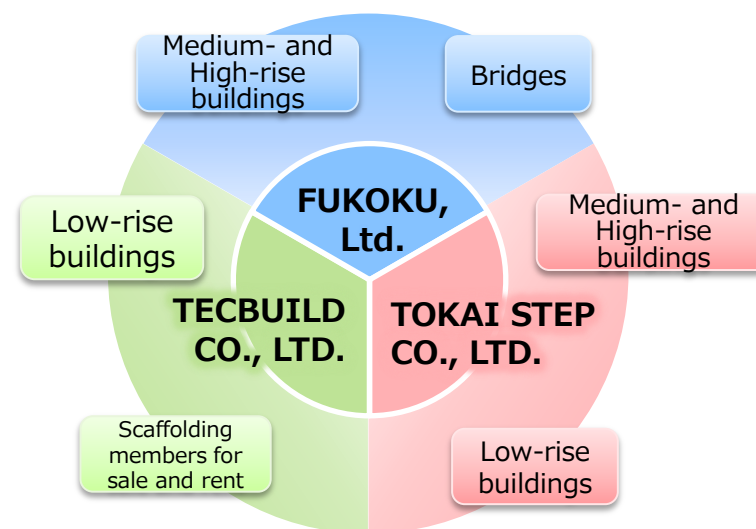 Medium- and
High-rise
buildings
Bridges
FUKOKU,
Ltd.
Low-rise
buildings
Medium- and
High-rise
buildings
TECBUILD
CO., LTD.
TOKAI STEP
CO., LTD.
Scaffolding
members for
sale and rent
Low-rise
buildings